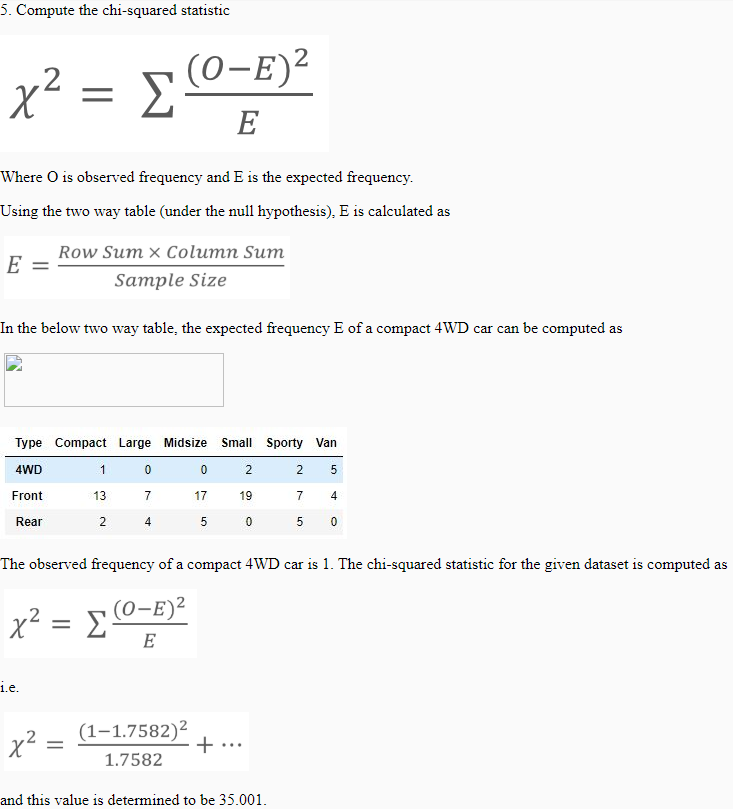 5. Compute the chi-squared statistic
χ² = Σ (O−E)² / E
Where O is observed frequency and E is the expected frequency.
Using the two way table (under the null hypothesis), E is calculated as
E = Row Sum × Column Sum / Sample Size
In the below two way table, the expected frequency E of a compact 4WD car can be computed as
Type Compact Large Midsize Small Sporty Van
4WD 1 0 0 2 2 5
Front 13 7 17 19 7 4
Rear 2 4 5 0 5 0
The observed frequency of a compact 4WD car is 1. The chi-squared statistic for the given dataset is computed as
χ² = Σ (O−E)² / E
i.e.
χ² = (1−1.7582)² / 1.7582 + ⋯
and this value is determined to be 35.001.